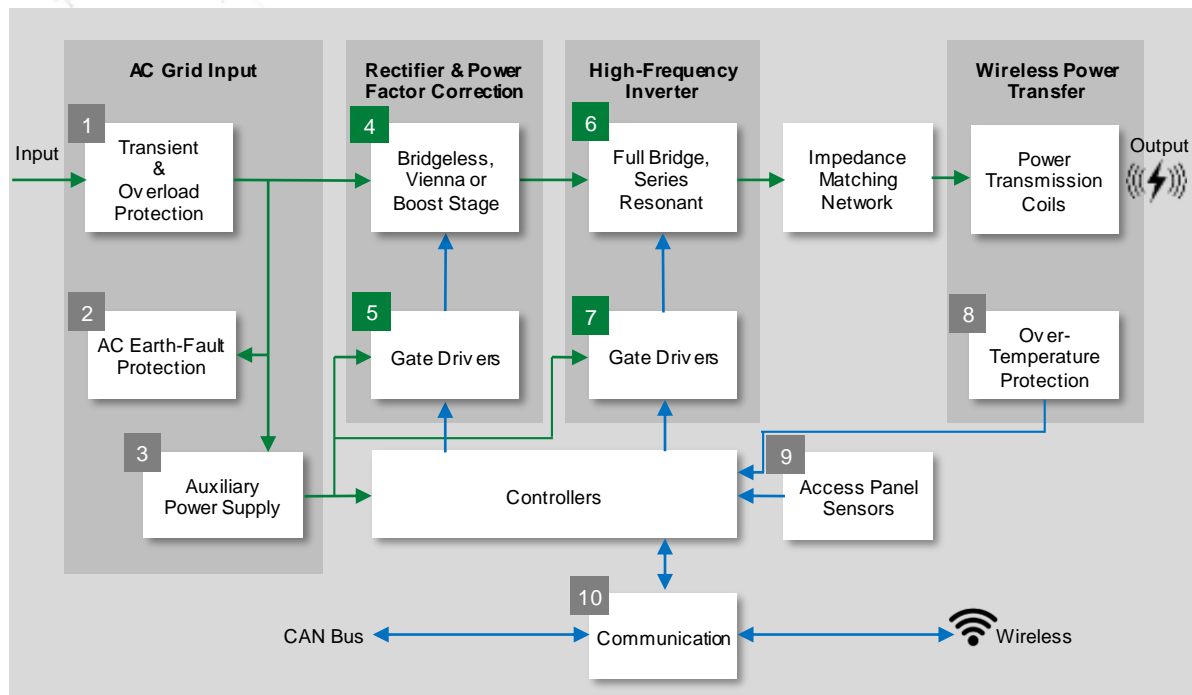 AC Grid Input
Rectifier & Power
Factor Correction
High-Frequency
Inverter
Wireless Power
Transfer
Input
1
Transient
&
Overload
Protection
4
Bridgeless,
Vienna or
Boost Stage
6
Full Bridge,
Series
Resonant
Impedance
Matching
Network
Power
Transmission
Coils
Output
2
AC Earth-Fault
Protection
5
Gate Drivers
7
Gate Drivers
8
Over-
Temperature
Protection
3
Auxiliary
Power Supply
Controllers
9
Access Panel
Sensors
10
Communication
CAN Bus
Wireless